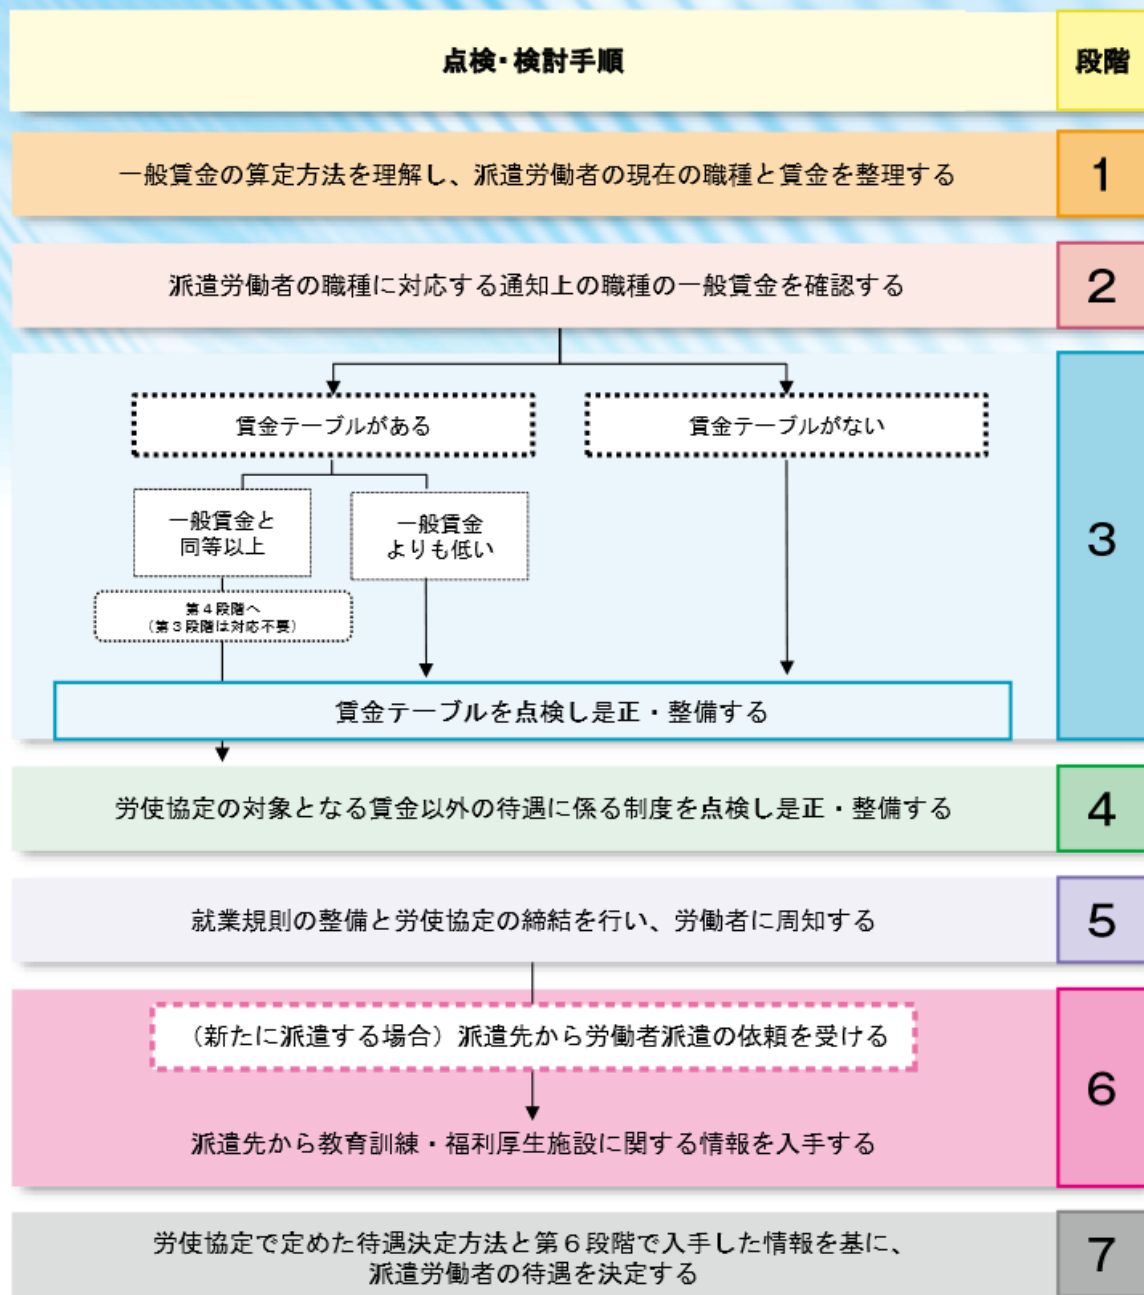 点検・検討手順
段階
一般賃金の算定方法を理解し、派遣労働者の現在の職種と賃金を整理する
1
派遣労働者の職種に対応する通知上の職種の一般賃金を確認する
2
賃金テーブルがある
賃金テーブルがない
一般賃金と
同等以上
一般賃金
よりも低い
第4段階へ
(第3段階は対応不要)
賃金テーブルを点検し是正・整備する
3
労使協定の対象となる賃金以外の待遇に係る制度を点検し是正・整備する
4
就業規則の整備と労使協定の締結を行い、労働者に周知する
5
(新たに派遣する場合)派遣先から労働者派遣の依頼を受ける
派遣先から教育訓練・福利厚生施設に関する情報を入手する
6
労使協定で定めた待遇決定方法と第6段階で入手した情報を基に、
派遣労働者の待遇を決定する
7